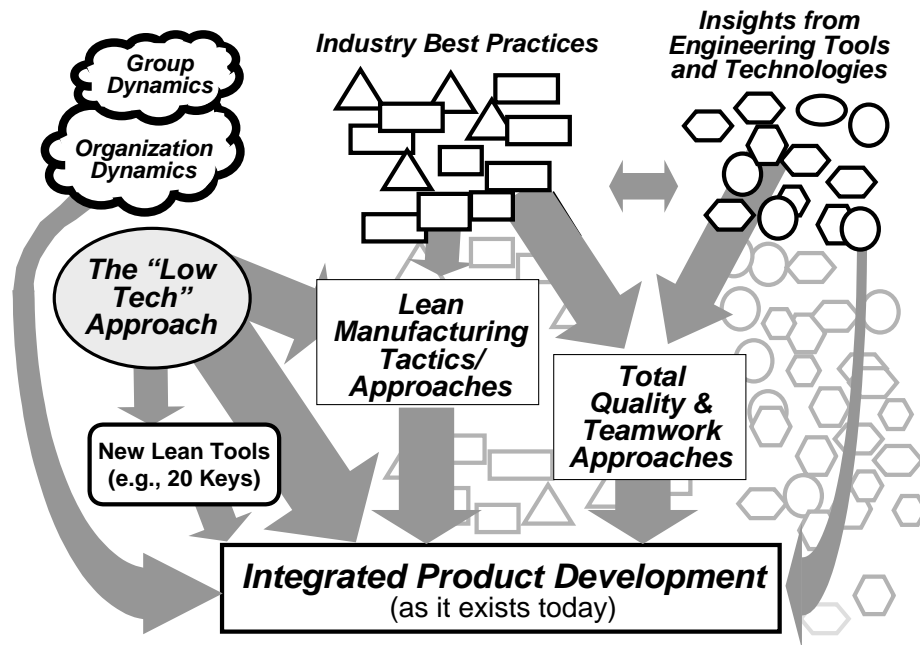 Group
Dynamics
Organization
Dynamics
Industry Best Practices
Insights from
Engineering Tools
and Technologies
The “Low
Tech”
Approach
Lean
Manufacturing
Tactics/
Approaches
Total
Quality &
Teamwork
Approaches
New Lean Tools
(e.g., 20 Keys)
Integrated Product Development
(as it exists today)